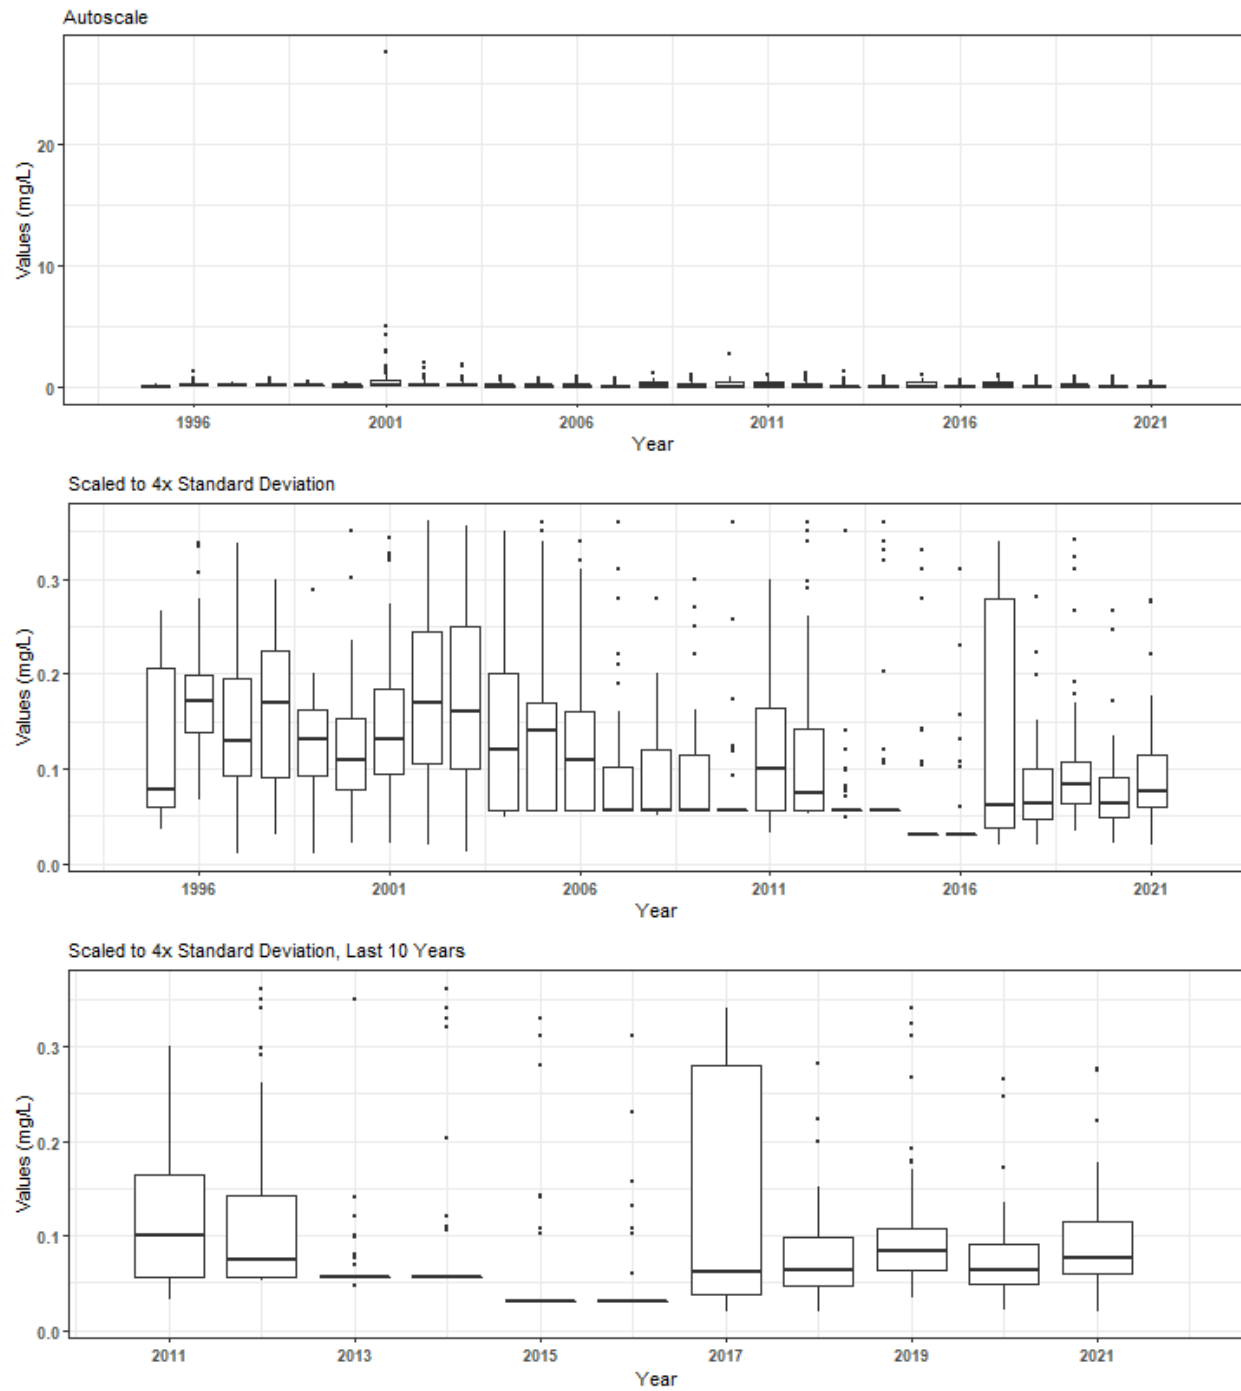 Autoscale
Values (mg/L)
20
10
0
1996 2001 2006 2011 2016 2021
Year
Scaled to 4x Standard Deviation
Values (mg/L)
0.3
0.2
0.1
0.0
1996 2001 2006 2011 2016 2021
Year
Scaled to 4x Standard Deviation, Last 10 Years
Values (mg/L)
0.3
0.2
0.1
0.0
2011 2013 2015 2017 2019 2021
Year